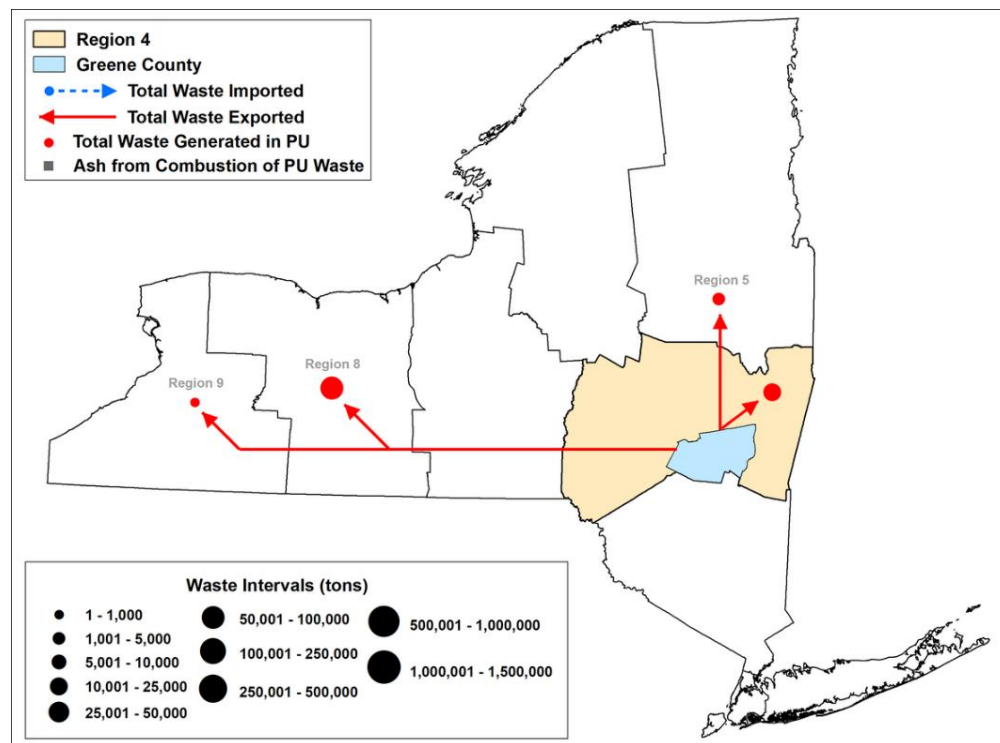 Region 4
Greene County
Total Waste Imported
Total Waste Exported
Total Waste Generated in PU
Ash from Combustion of PU Waste
Region 5
Region 8
Region 9
Waste Intervals (tons)
1 - 1,000
1,001 - 5,000
5,001 - 10,000
10,001 - 25,000
25,001 - 50,000
50,001 - 100,000
100,001 - 250,000
250,001 - 500,000
500,001 - 1,000,000
1,000,001 - 1,500,000